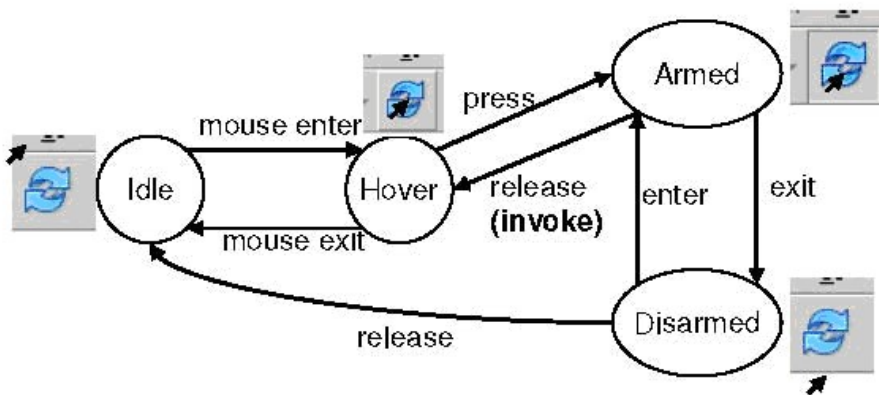 Armed
press
mouse enter
Idle
Hover
release
(invoke)
enter
exit
mouse exit
release
Disarmed